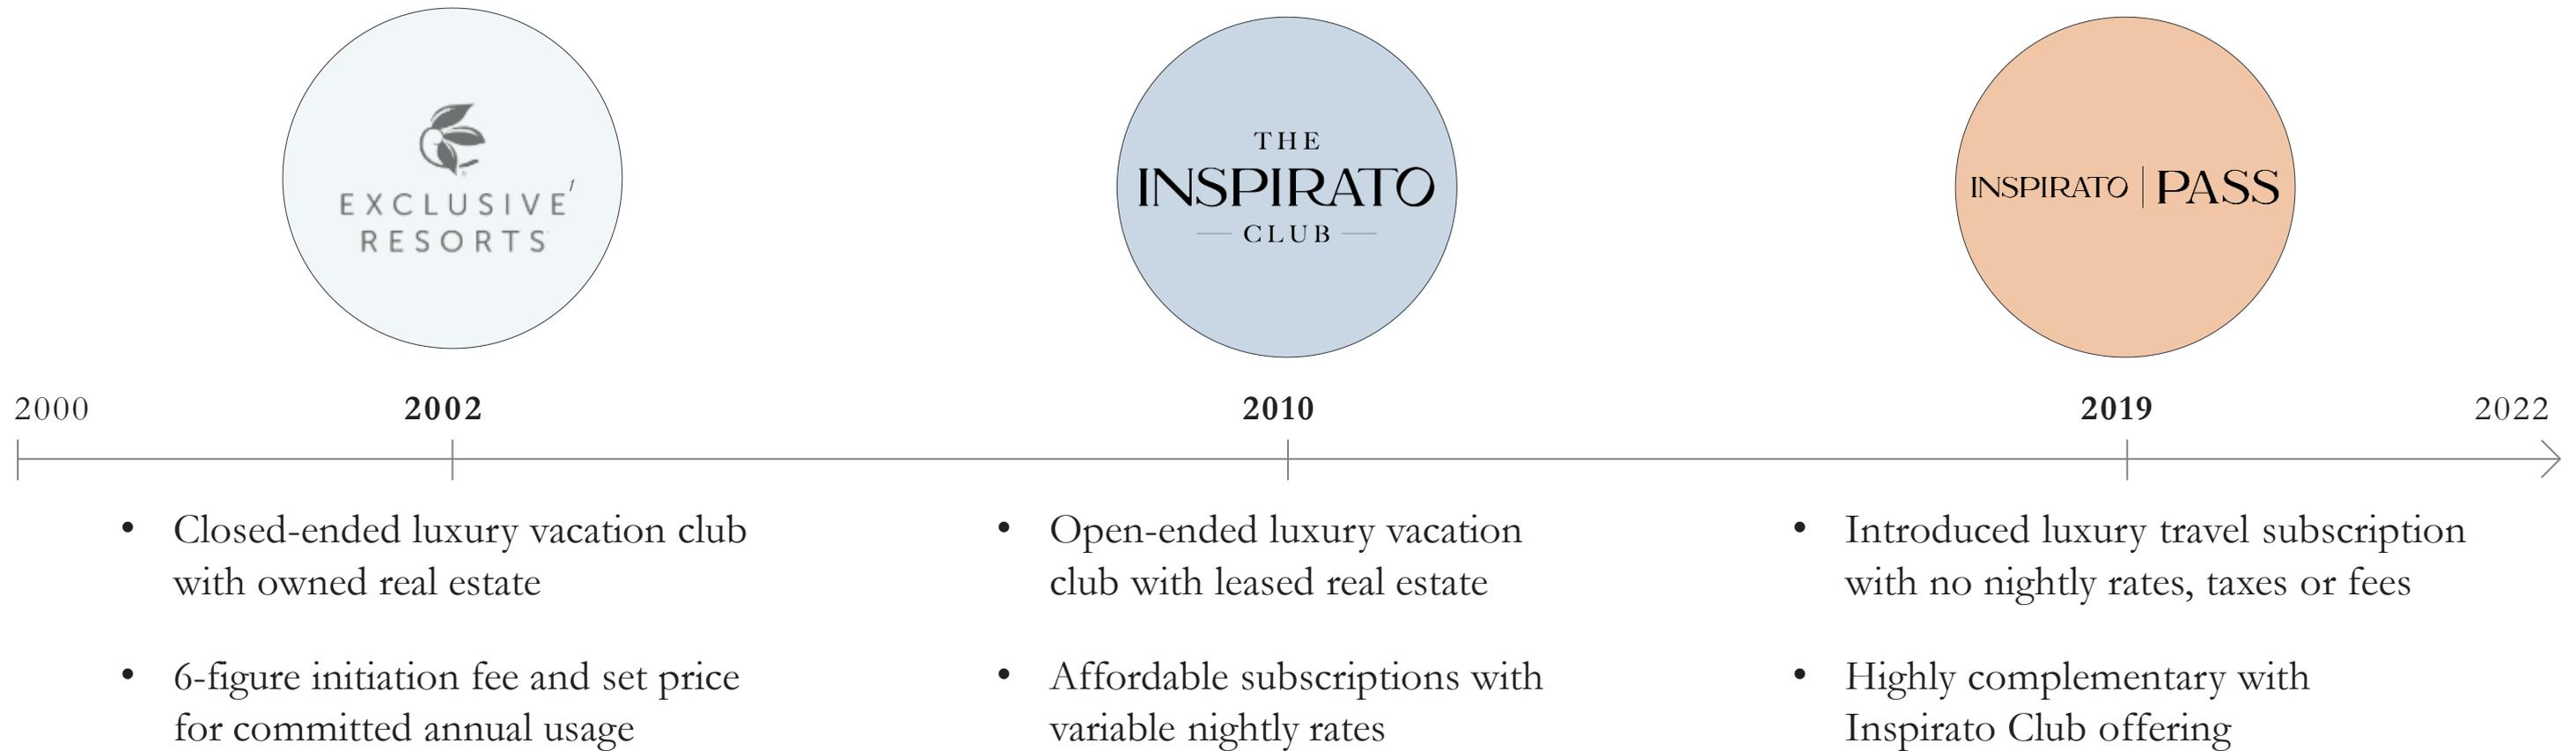 EXCLUSIVE1
RESORTS
THE
INSPIRATO
CLUB
INSPIRATO | PASS
2000
2002
2010
2019
2022
• Closed-ended luxury vacation club
with owned real estate
• 6-figure initiation fee and set price
for committed annual usage
• Open-ended luxury vacation
club with leased real estate
• Affordable subscriptions with
variable nightly rates
• Introduced luxury travel subscription
with no nightly rates, taxes or fees
• Highly complementary with
Inspirato Club offering